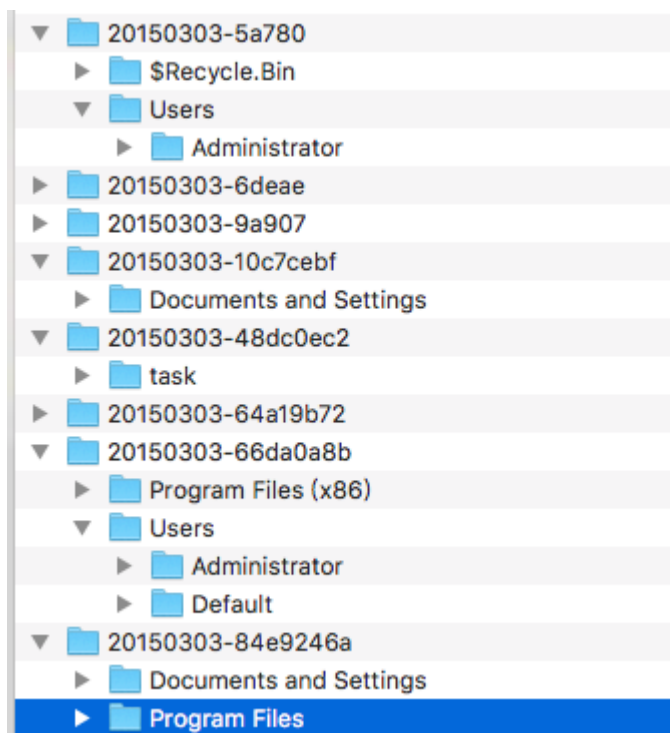 20150303-5a780
$Recycle.Bin
Users
Administrator
20150303-6deae
20150303-9a907
20150303-10c7cebf
Documents and Settings
20150303-48dc0ec2
task
20150303-64a19b72
20150303-66da0a8b
Program Files (x86)
Users
Administrator
Default
20150303-84e9246a
Documents and Settings
Program Files